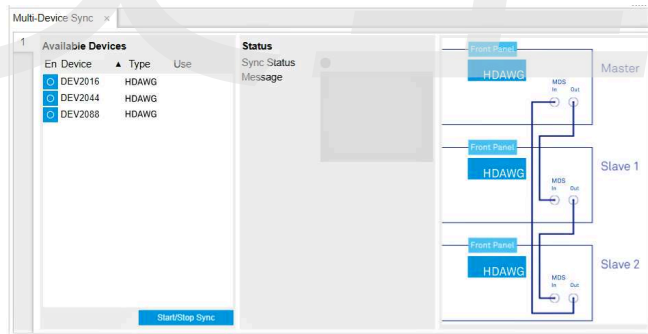 Multi-Device Sync ×
1
Available Devices
En Device ▲ Type Use
DEV2016 HDAWG
DEV2044 HDAWG
DEV2088 HDAWG
Start/Stop Sync
Status
Sync Status
Message
Front Panel
HDAWG
MDS
In Out
Master
Front Panel
HDAWG
MDS
In Out
Slave 1
Front Panel
HDAWG
MDS
In Out
Slave 2